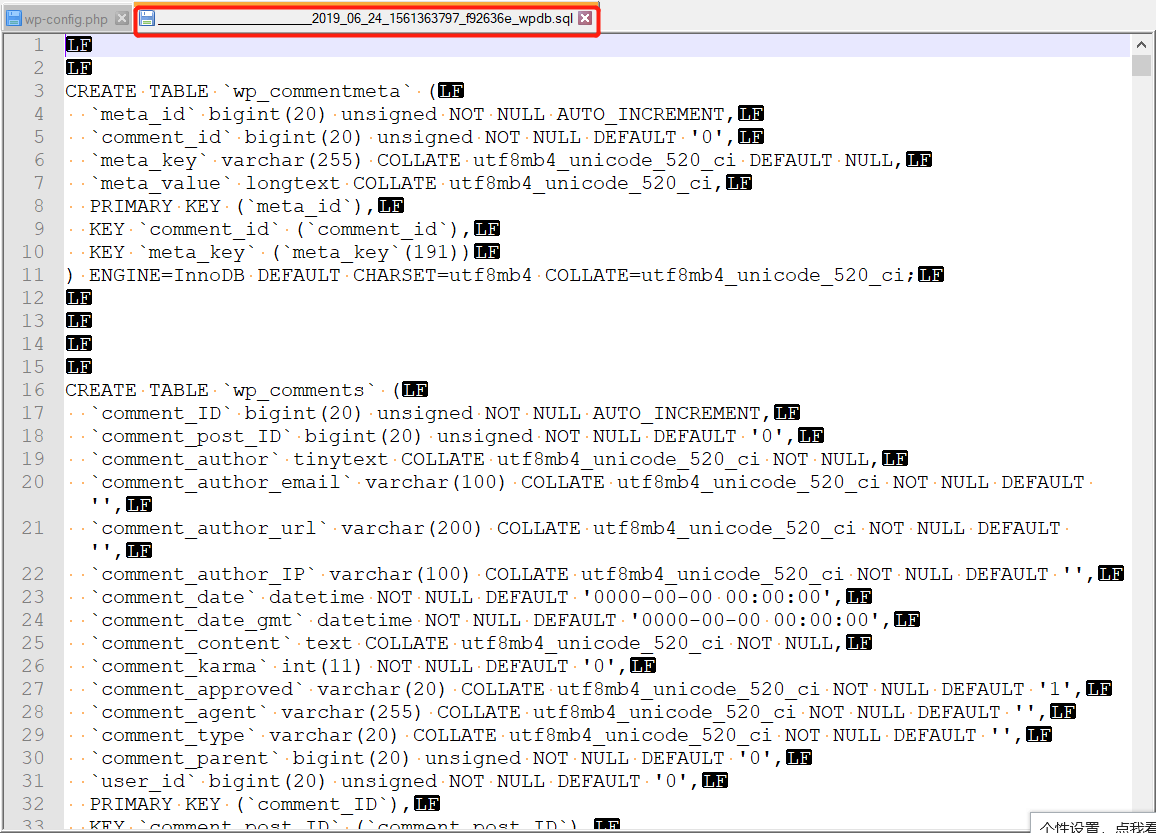 wp-config.php
_________________________2019_06_24_1561363797_f92636e_wpdb.sql
1 LF
2 LF
3 CREATE TABLE `wp_commentmeta` (LF
4 `meta_id` bigint(20) unsigned NOT NULL AUTO_INCREMENT,LF
5 `comment_id` bigint(20) unsigned NOT NULL DEFAULT '0',LF
6 `meta_key` varchar(255) COLLATE utf8mb4_unicode_520_ci DEFAULT NULL,LF
7 `meta_value` longtext COLLATE utf8mb4_unicode_520_ci,LF
8 PRIMARY KEY (`meta_id`),LF
9 KEY `comment_id` (`comment_id`),LF
10 KEY `meta_key` (`meta_key`(191))LF
11 ) ENGINE=InnoDB DEFAULT CHARSET=utf8mb4 COLLATE=utf8mb4_unicode_520_ci;LF
12 LF
13 LF
14 LF
15 LF
16 CREATE TABLE `wp_comments` (LF
17 `comment_ID` bigint(20) unsigned NOT NULL AUTO_INCREMENT,LF
18 `comment_post_ID` bigint(20) unsigned NOT NULL DEFAULT '0',LF
19 `comment_author` tinytext COLLATE utf8mb4_unicode_520_ci NOT NULL,LF
20 `comment_author_email` varchar(100) COLLATE utf8mb4_unicode_520_ci NOT NULL DEFAULT
'',LF
21 `comment_author_url` varchar(200) COLLATE utf8mb4_unicode_520_ci NOT NULL DEFAULT
'',LF
22 `comment_author_IP` varchar(100) COLLATE utf8mb4_unicode_520_ci NOT NULL DEFAULT '',LF
23 `comment_date` datetime NOT NULL DEFAULT '0000-00-00 00:00:00',LF
24 `comment_date_gmt` datetime NOT NULL DEFAULT '0000-00-00 00:00:00',LF
25 `comment_content` text COLLATE utf8mb4_unicode_520_ci NOT NULL,LF
26 `comment_karma` int(11) NOT NULL DEFAULT '0',LF
27 `comment_approved` varchar(20) COLLATE utf8mb4_unicode_520_ci NOT NULL DEFAULT '1',LF
28 `comment_agent` varchar(255) COLLATE utf8mb4_unicode_520_ci NOT NULL DEFAULT '',LF
29 `comment_type` varchar(20) COLLATE utf8mb4_unicode_520_ci NOT NULL DEFAULT '',LF
30 `comment_parent` bigint(20) unsigned NOT NULL DEFAULT '0',LF
31 `user_id` bigint(20) unsigned NOT NULL DEFAULT '0',LF
32 PRIMARY KEY (`comment_ID`),LF
33 KEY `comment_post_ID` (`comment_post_ID`),LF
个性设置，点我看